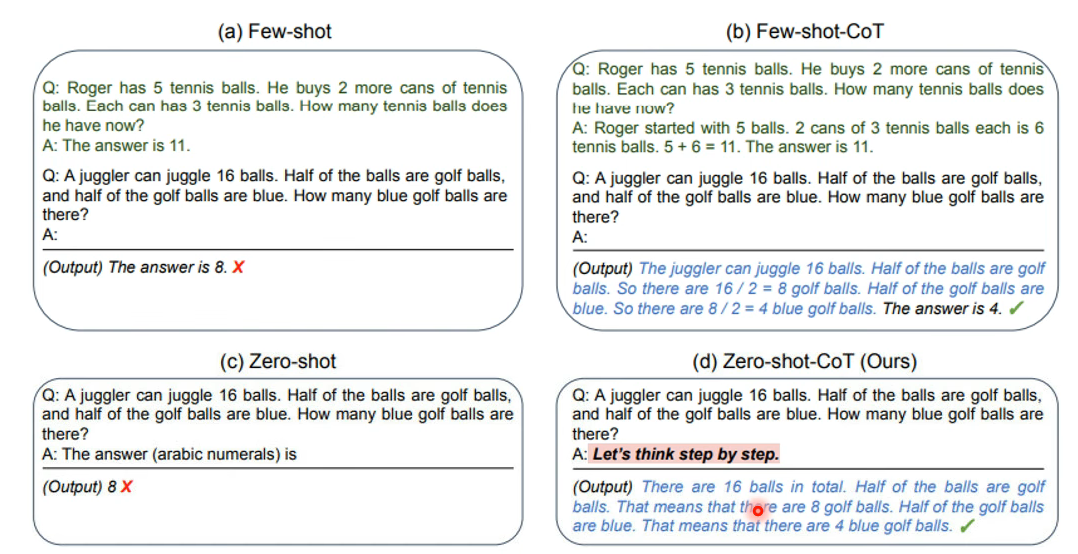 (a) Few-shot
Q: Roger has 5 tennis balls. He buys 2 more cans of tennis
balls. Each can has 3 tennis balls. How many tennis balls does
he have now?
A: The answer is 11.
Q: A juggler can juggle 16 balls. Half of the balls are golf balls,
and half of the golf balls are blue. How many blue golf balls are
there?
A:
(Output) The answer is 8. X
(b) Few-shot-CoT
Q: Roger has 5 tennis balls. He buys 2 more cans of tennis
balls. Each can has 3 tennis balls. How many tennis balls does
he have now?
A: Roger started with 5 balls. 2 cans of 3 tennis balls each is 6
tennis balls. 5 + 6 = 11. The answer is 11.
Q: A juggler can juggle 16 balls. Half of the balls are golf balls,
and half of the golf balls are blue. How many blue golf balls are
there?
A:
(Output) The juggler can juggle 16 balls. Half of the balls are golf
balls. So there are 16 / 2 = 8 golf balls. Half of the golf balls are
blue. So there are 8 / 2 = 4 blue golf balls. The answer is 4. ✓
(c) Zero-shot
Q: A juggler can juggle 16 balls. Half of the balls are golf balls,
and half of the golf balls are blue. How many blue golf balls are
there?
A: The answer (arabic numerals) is
(Output) 8 X
(d) Zero-shot-CoT (Ours)
Q: A juggler can juggle 16 balls. Half of the balls are golf balls,
and half of the golf balls are blue. How many blue golf balls are
there?
A: Let's think step by step.
(Output) There are 16 balls in total. Half of the balls are golf
balls. That means that there are 8 golf balls. Half of the golf balls
are blue. That means that there are 4 blue golf balls. ✓